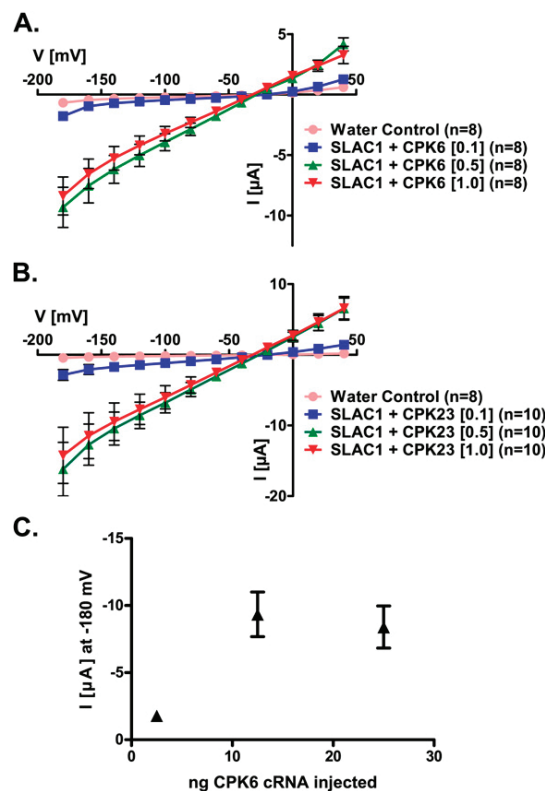 A.
V [mV]
5
-200 -150 -100 -50 50
Water Control (n=8)
SLAC1 + CPK6 [0.1] (n=8)
SLAC1 + CPK6 [0.5] (n=8)
SLAC1 + CPK6 [1.0] (n=8)
-5
I [µA]
-10
B.
10
V [mV]
-200 -150 -100 -50 50
Water Control (n=8)
SLAC1 + CPK23 [0.1] (n=10)
SLAC1 + CPK23 [0.5] (n=10)
SLAC1 + CPK23 [1.0] (n=10)
-10
I [µA]
-20
C.
-15
-10
-5
0
I [µA] at -180 mV
0 10 20 30
ng CPK6 cRNA injected